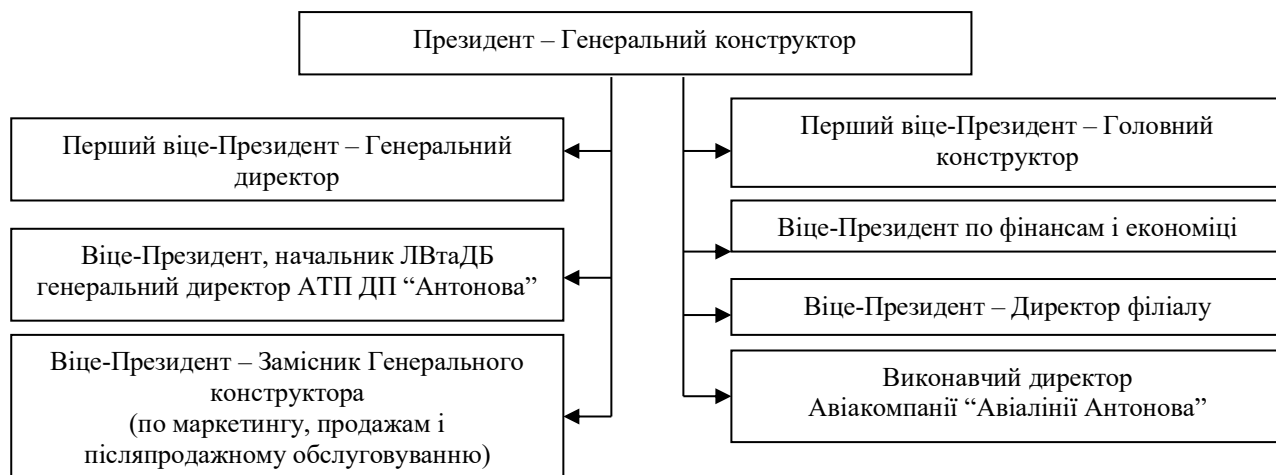 Президент – Генеральний конструктор
Перший віце-Президент – Генеральний
директор
Віце-Президент, начальник ЛВтаДБ
генеральний директор АТП ДП “Антонова”
Віце-Президент – Замісник Генерального
конструктора
(по маркетингу, продажам і
післяпродажному обслуговуванню)
Перший віце-Президент – Головний
конструктор
Віце-Президент по фінансам і економіці
Віце-Президент – Директор філіалу
Виконавчий директор
Авіакомпанії “Авіалінії Антонова”